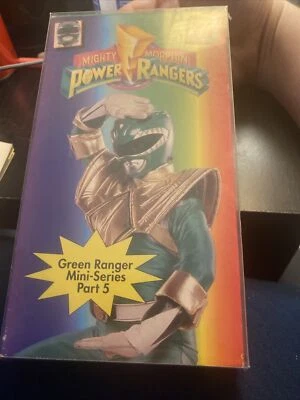 MIGHTY MORPHIN
POWER RANGERS
Green Ranger
Mini-Series
Part 5